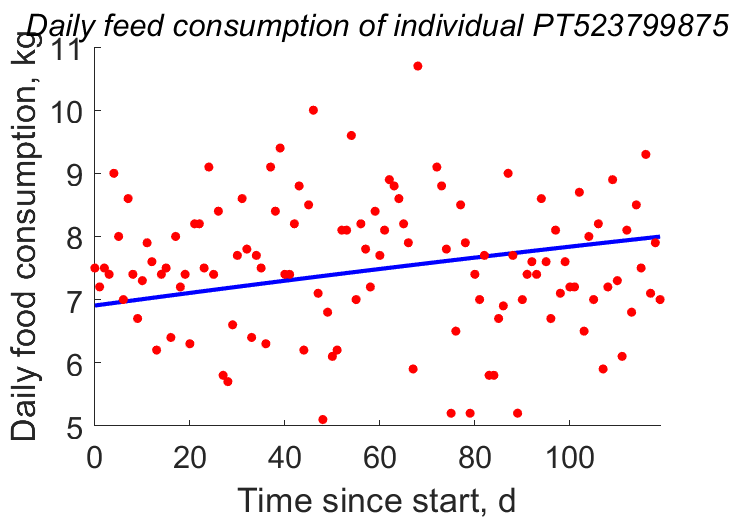 Daily feed consumption of individual PT523799875
Daily food consumption, kg
11
10
9
8
7
6
5
0 20 40 60 80 100
Time since start, d